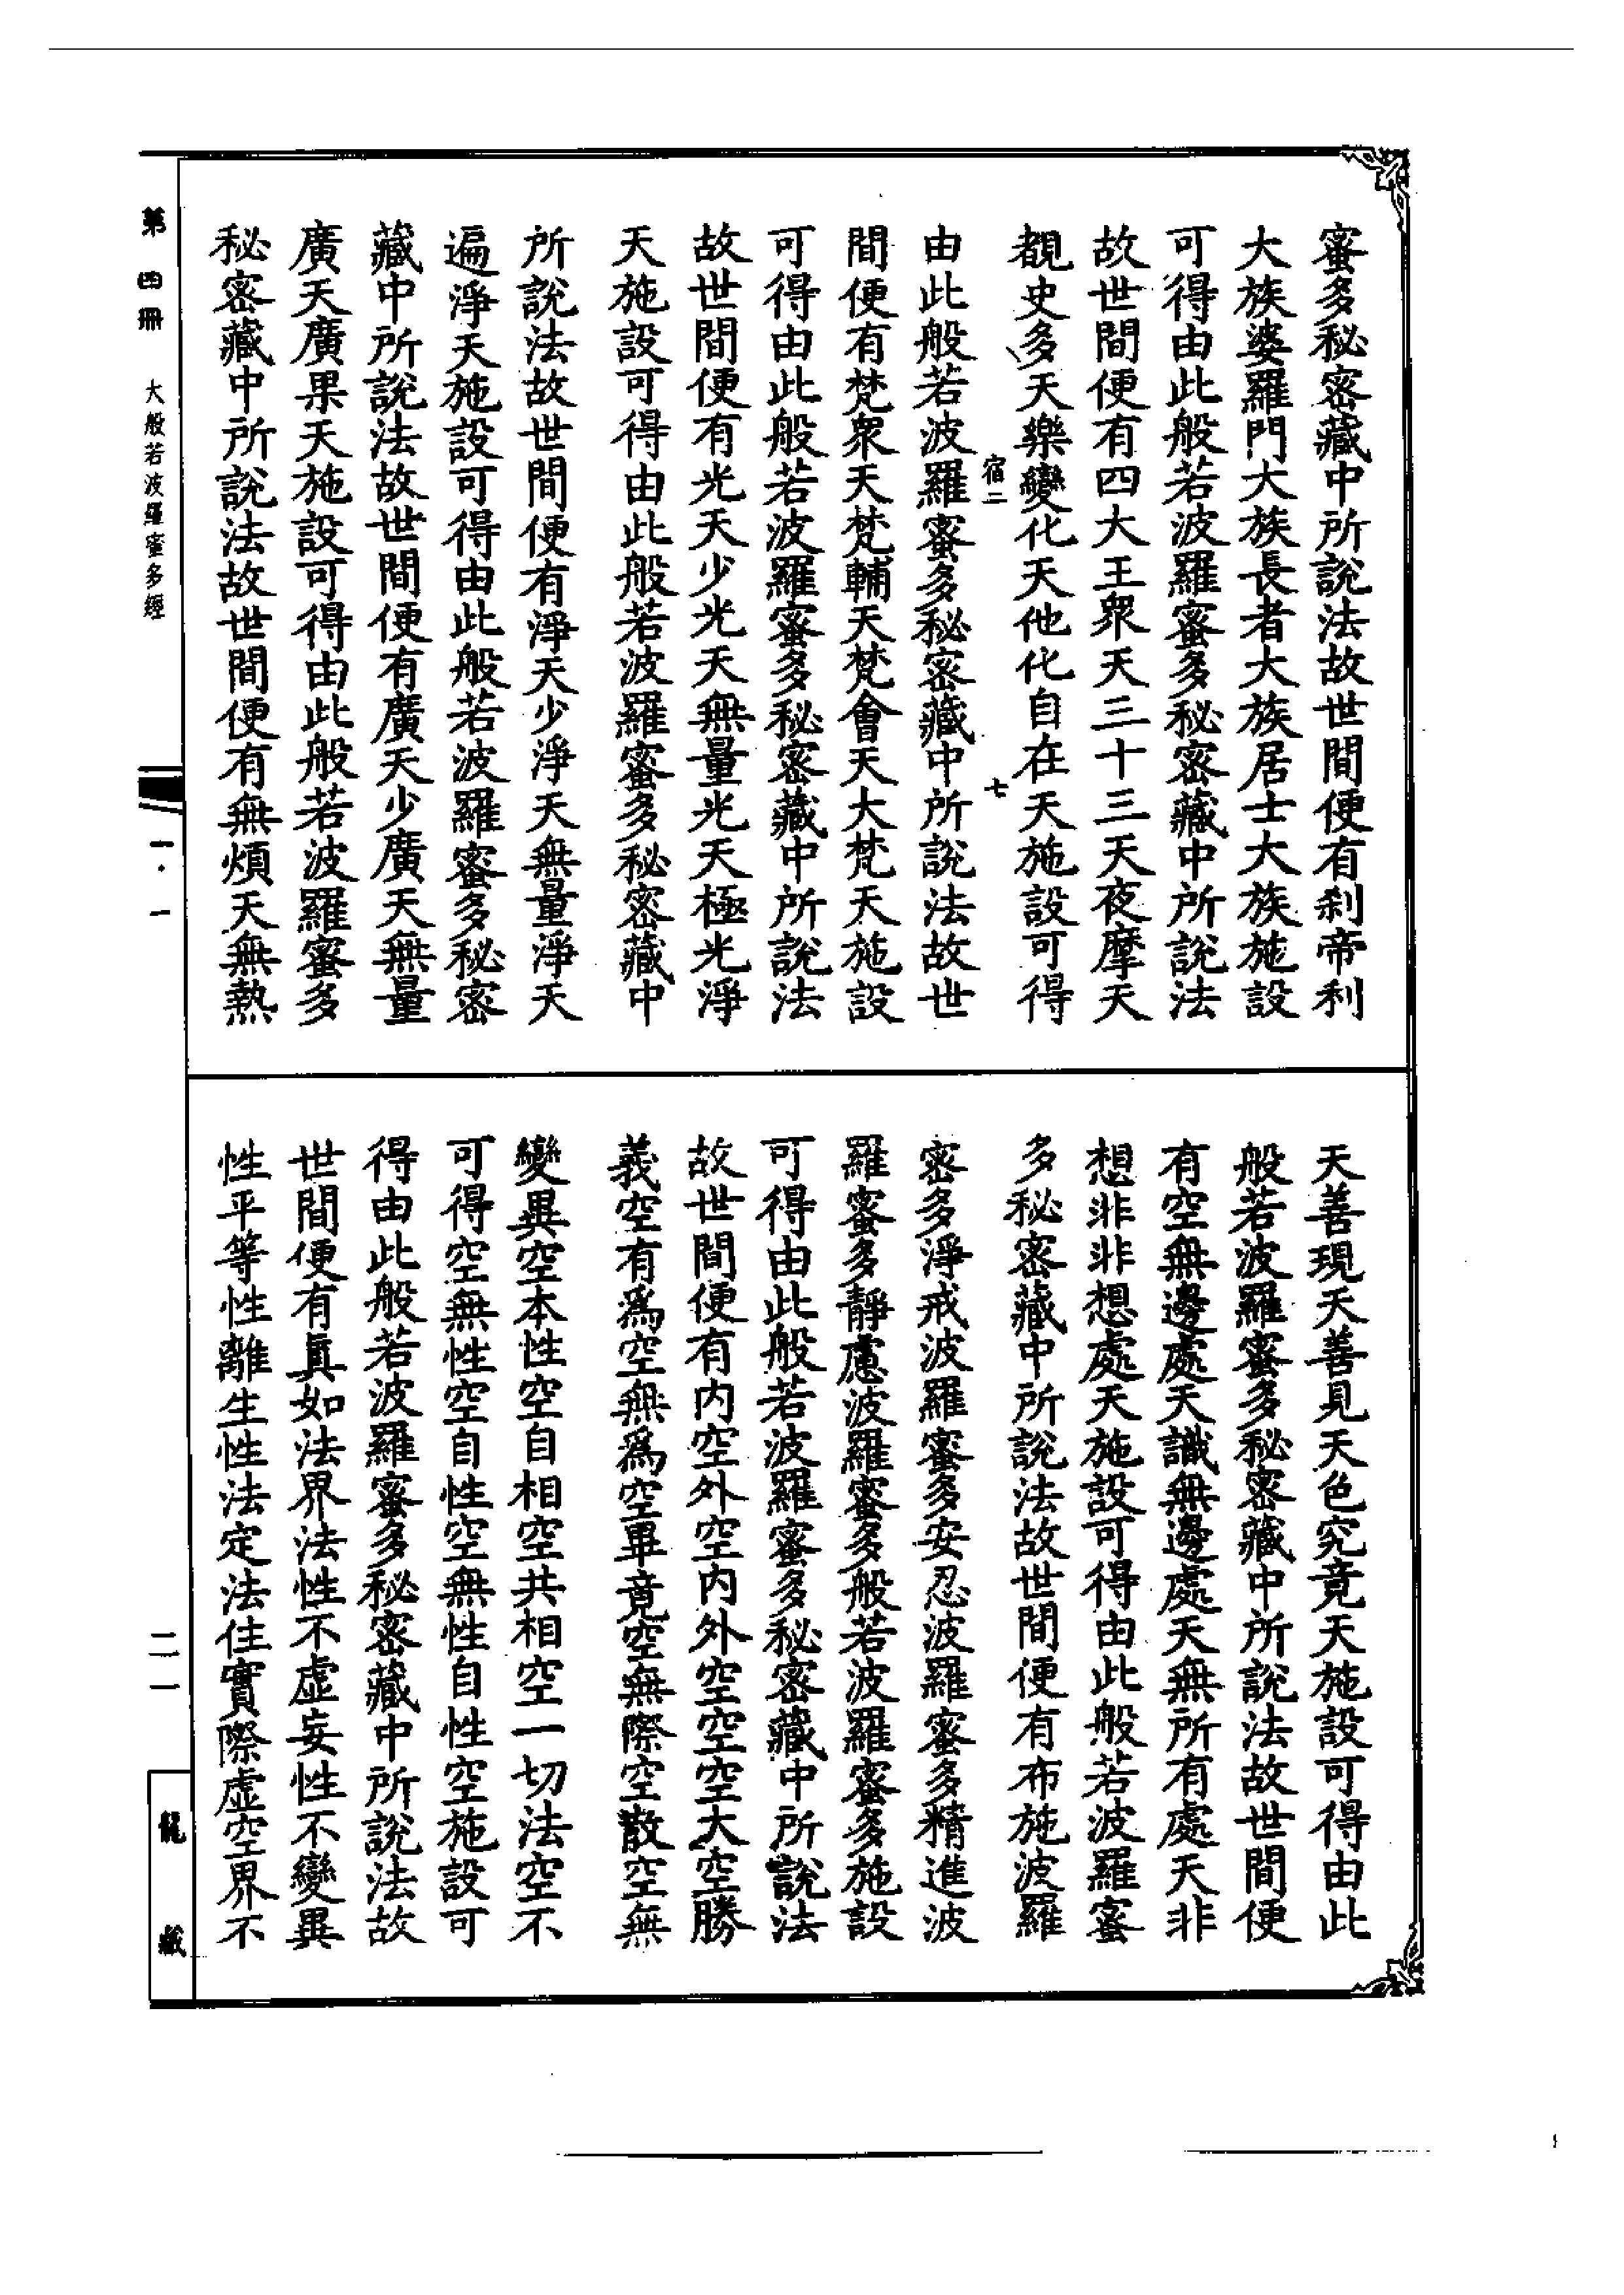 蜜多秘密藏中所說法故世間便有刹帝利
大族婆羅門大族長者大族居士大族施設
可得由此般若波羅蜜多秘密藏中所說法
故世間便有四大王眾天三十三天夜摩天
覩史多天樂變化天他化自在天施設可得
宿二
七
由此般若波羅蜜多秘密藏中所說法故世
間便有梵眾天梵輔天梵會天大梵天施設
可得由此般若波羅蜜多秘密藏中所說法
故世間便有光天少光天無量光天極光淨
天施設可得由此般若波羅蜜多秘密藏中
所說法故世間便有淨天少淨天無量淨天
遍淨天施設可得由此般若波羅蜜多秘密
藏中所說法故世間便有廣天少廣天無量
廣天廣果天施設可得由此般若波羅蜜多
秘密藏中所說法故世間便有無煩天無熱
天善現天善見天色究竟天施設可得由此
般若波羅蜜多秘密藏中所說法故世間便
有空無邊處天識無邊處天無所有處天非
想非非想處天施設可得由此般若波羅蜜
多秘密藏中所說法故世間便有布施波羅
密多淨戒波羅蜜多安忍波羅蜜多精進波
羅蜜多靜慮波羅蜜多般若波羅蜜多施設
可得由此般若波羅蜜多秘密藏中所說法
故世間便有內空外空內外空空空大空勝
義空有為空無為空畢竟空無際空散空無
變異空本性空自相空共相空一切法空不
可得空無性空自性空無性自性空施設可
得由此般若波羅蜜多秘密藏中所說法故
世間便有真如法界法性不虛妄性不變異
性平等性離生性法定法住實際虛空界不
第四冊 大般若波羅蜜多經
一·一
二一
龍藏